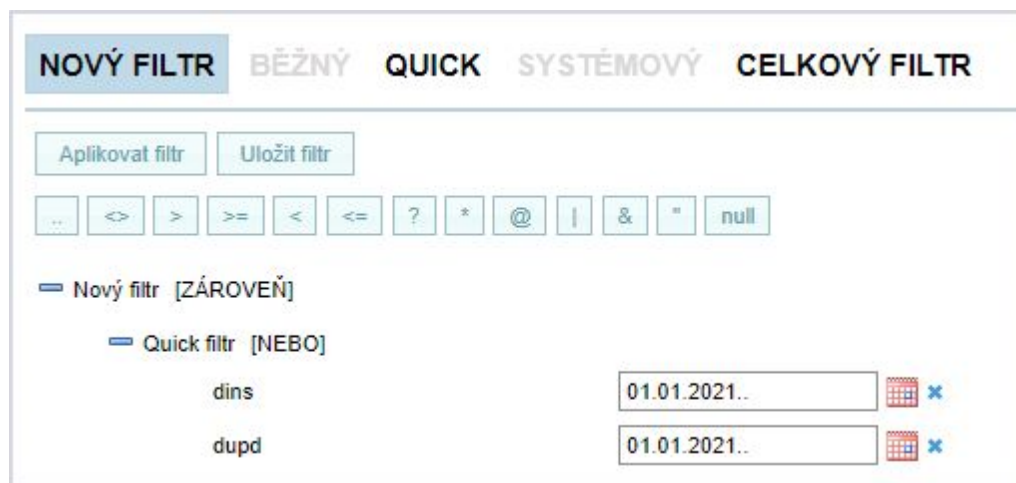 NOVÝ FILTR BĚŽNÝ QUICK SYSTÉMOVÝ CELKOVÝ FILTR
Aplikovat filtr Uložit filtr
.. <> > >= < <= ? * @ | & " null
Nový filtr [ZÁROVEŇ]
Quick filtr [NEBO]
dins 01.01.2021..
dupd 01.01.2021..